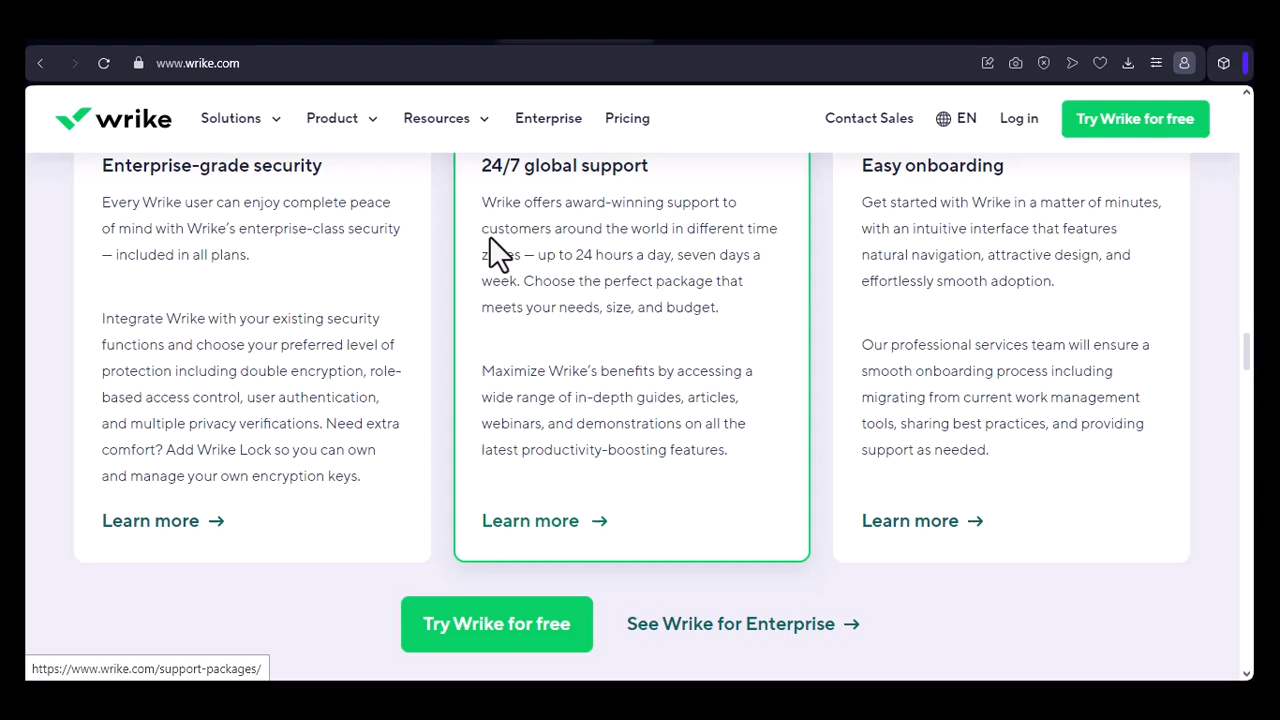 www.wrike.com
wrike
Solutions
Product
Resources
Enterprise
Pricing
Contact Sales
EN
Log in
Try Wrike for free
Enterprise-grade security
Every Wrike user can enjoy complete peace
of mind with Wrike's enterprise-class security
— included in all plans.
Integrate Wrike with your existing security
functions and choose your preferred level of
protection including double encryption, role-
based access control, user authentication,
and multiple privacy verifications. Need extra
comfort? Add Wrike Lock so you can own
and manage your own encryption keys.
Learn more →
24/7 global support
Wrike offers award-winning support to
customers around the world in different time
— up to 24 hours a day, seven days a
week. Choose the perfect package that
meets your needs, size, and budget.
Maximize Wrike's benefits by accessing a
wide range of in-depth guides, articles,
webinars, and demonstrations on all the
latest productivity-boosting features.
Learn more →
Easy onboarding
Get started with Wrike in a matter of minutes,
with an intuitive interface that features
natural navigation, attractive design, and
effortlessly smooth adoption.
Our professional services team will ensure a
smooth onboarding process including
migrating from current work management
tools, sharing best practices, and providing
support as needed.
Learn more →
Try Wrike for free
See Wrike for Enterprise →
https://www.wrike.com/support-packages/